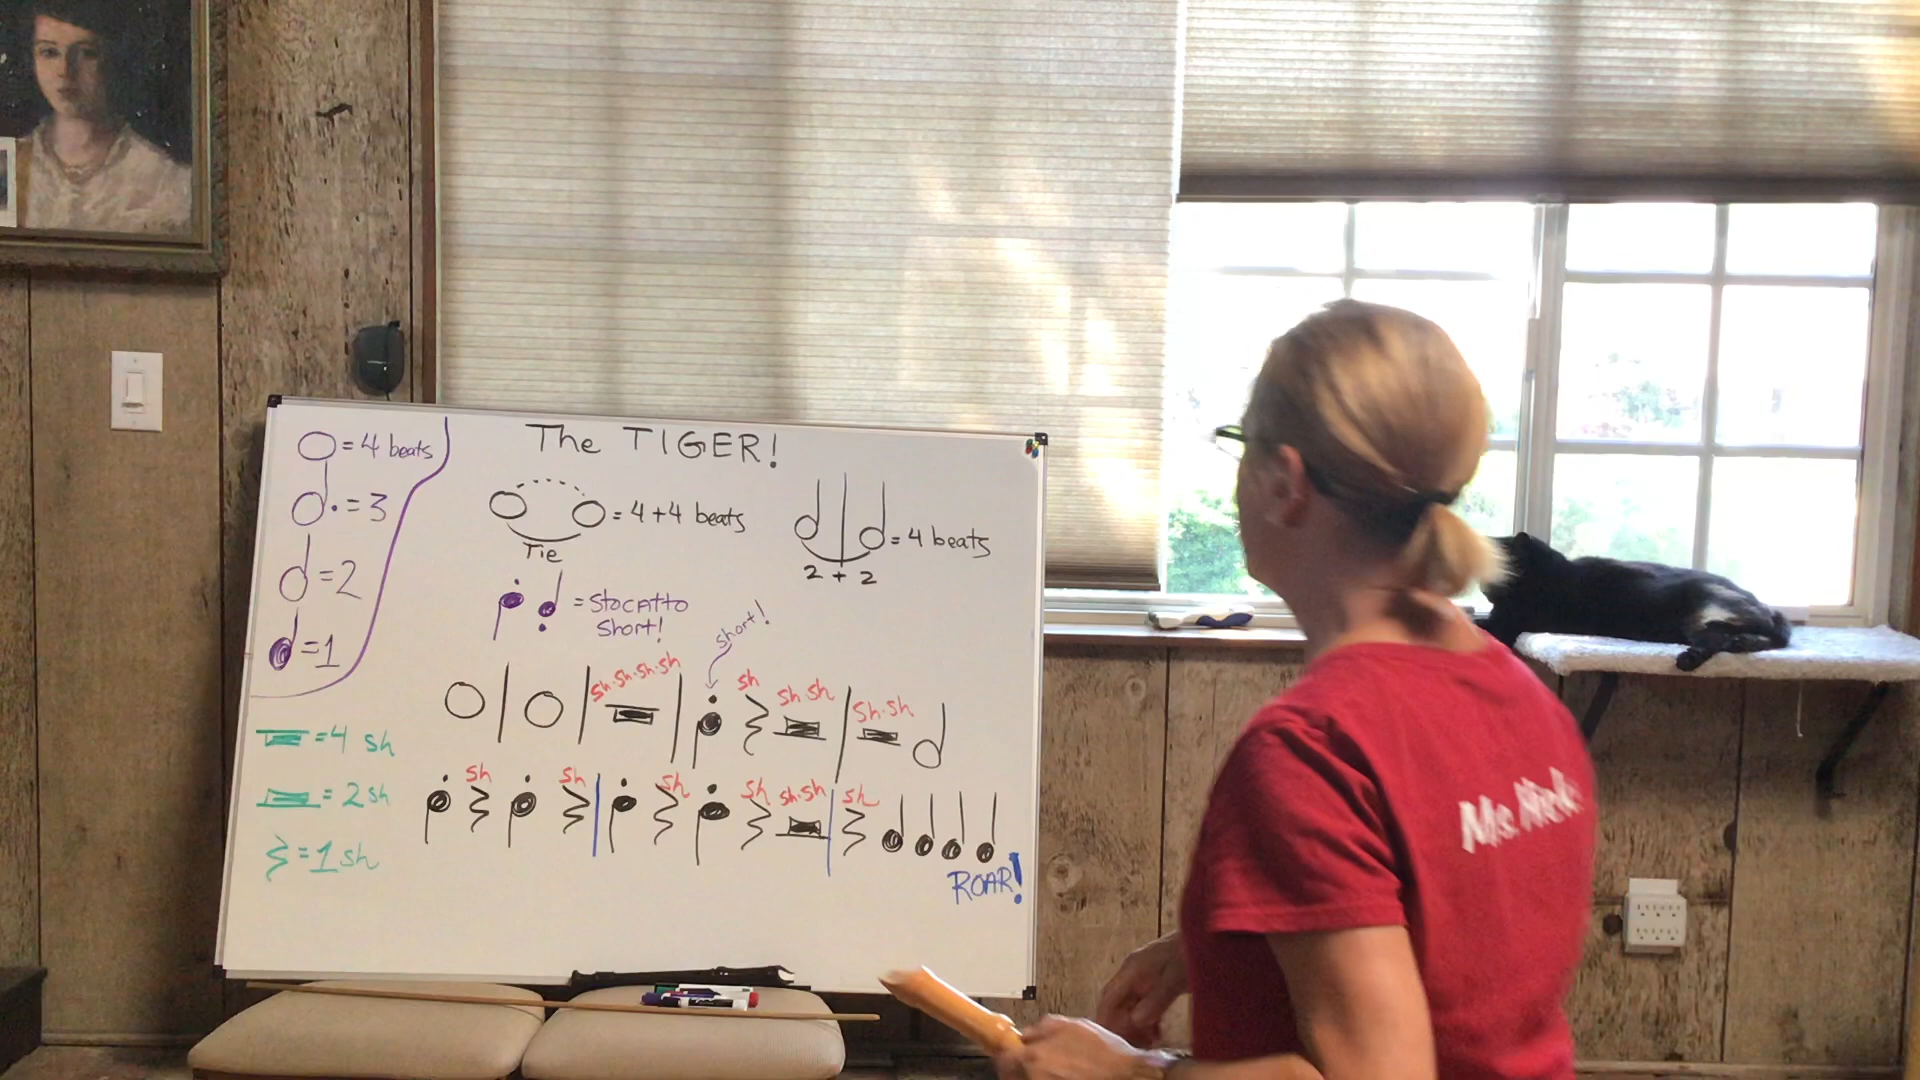 The TIGER!
= 4 beats
= 3
= 2
= 1
= 4 + 4 beats
Tie
= 4 beats
2 + 2
= Stocatto
Short!
short!
sh.sh.sh.sh
sh
sh sh
sh.sh
= 4 sh
= 2 sh
= 1 sh
sh
sh
sh
sh
sh.sh
sh
ROAR!
Ms.